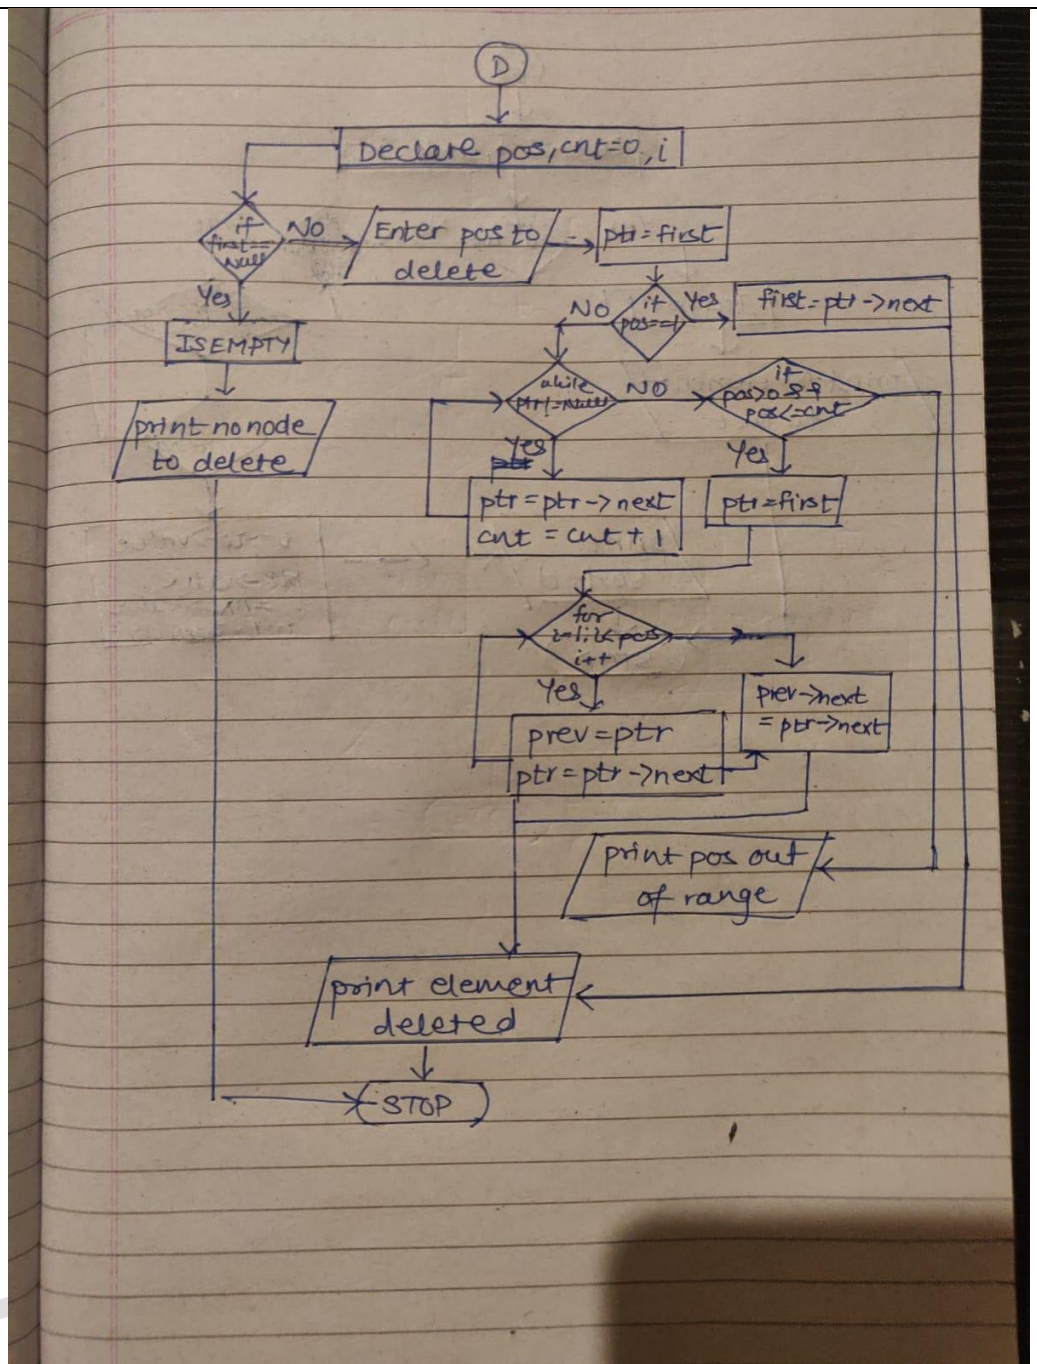 D
Declare pos, cnt=0, i
if
first==
Null
NO
Enter pos to
delete
ptr=first
Yes
ISEMPTY
print no node
to delete
if
pos==1
NO
Yes
first=ptr->next
while
ptr!=Null
NO
if
pos>0 &&
pos<=cnt
Yes
ptr=ptr->next
cnt = cnt + 1
Yes
ptr=first
for
i=1;i<pos
i++
Yes
prev=ptr
ptr=ptr->next
prev->next
=ptr->next
print pos out
of range
print element
deleted
STOP